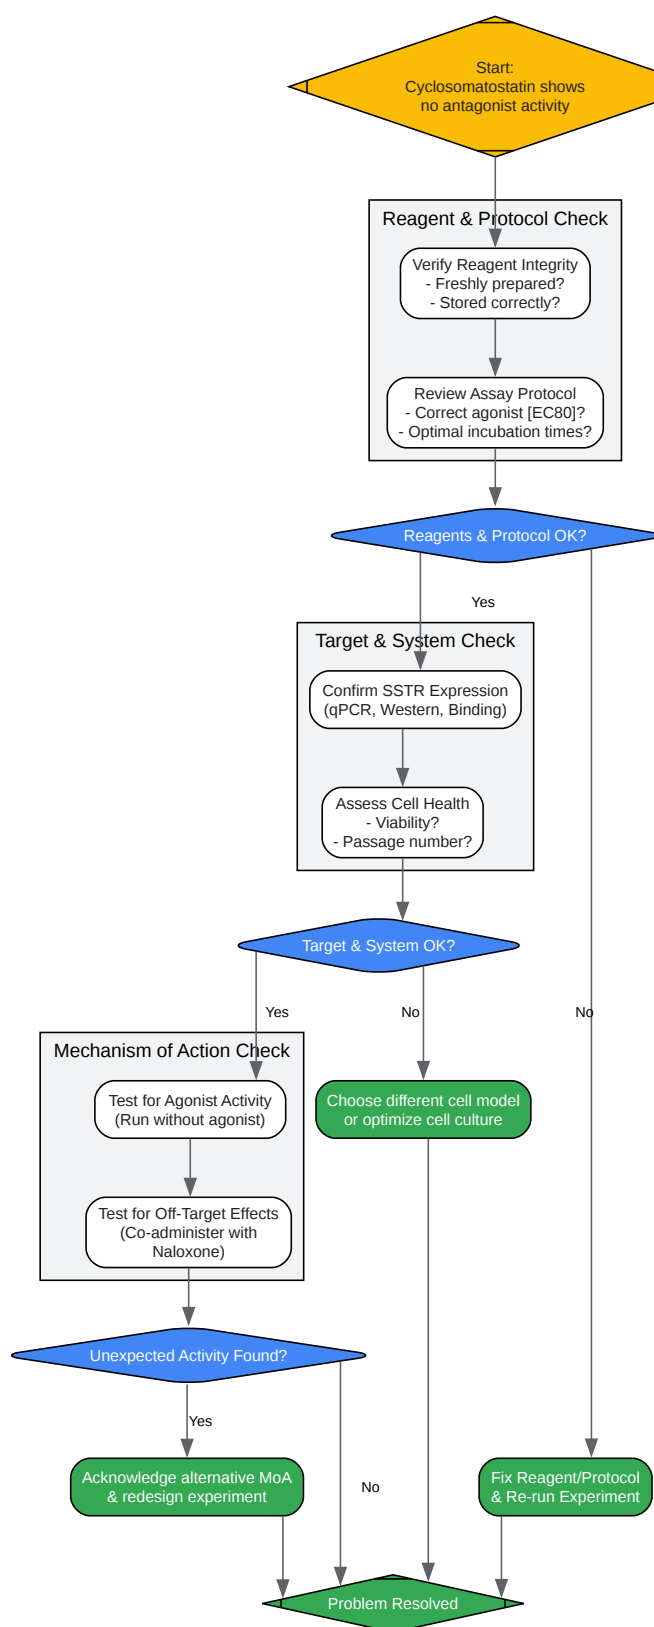 Start:
Cyclosomatostatin shows
no antagonist activity
Reagent & Protocol Check
Verify Reagent Integrity
- Freshly prepared?
- Stored correctly?
Review Assay Protocol
- Correct agonist [EC80]?
- Optimal incubation times?
Reagents & Protocol OK?
Yes
Target & System Check
Confirm SSTR Expression
(qPCR, Western, Binding)
Assess Cell Health
- Viability?
- Passage number?
Target & System OK?
Yes
No
No
Mechanism of Action Check
Test for Agonist Activity
(Run without agonist)
Choose different cell model
or optimize cell culture
Test for Off-Target Effects
(Co-administer with
Naloxone)
Unexpected Activity Found?
Yes
No
Acknowledge alternative MoA
& redesign experiment
Fix Reagent/Protocol
& Re-run Experiment
Problem Resolved